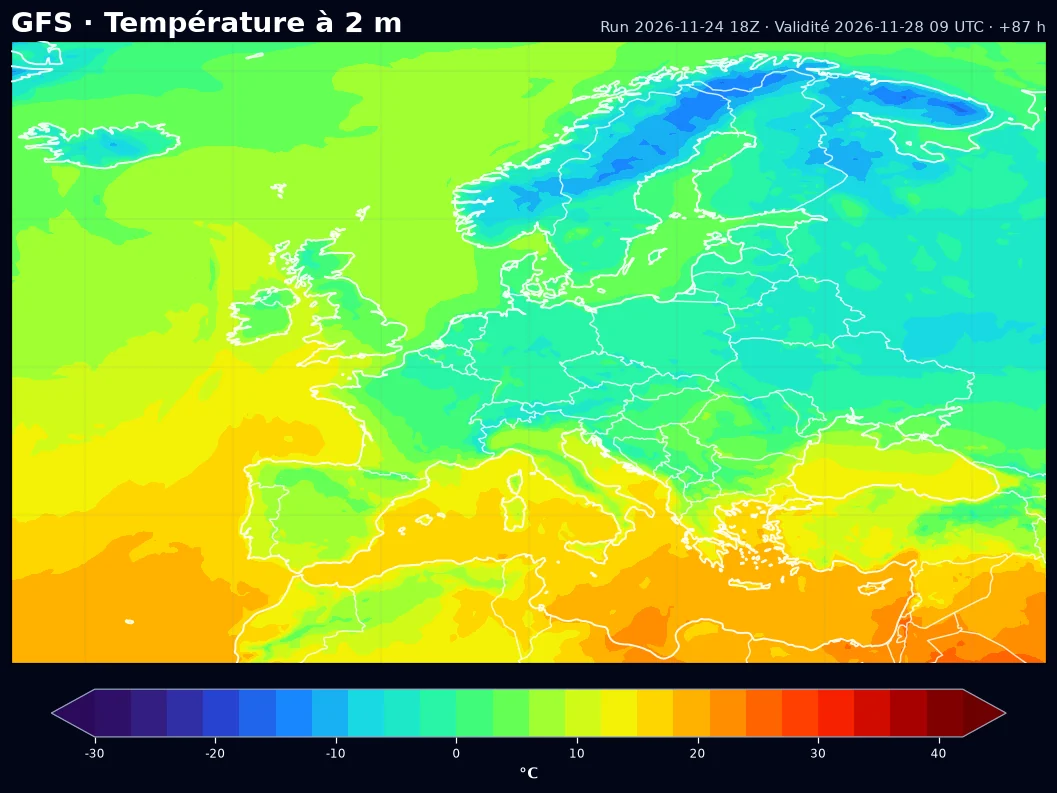 GFS · Température à 2 m
Run 2026-11-24 18Z · Validité 2026-11-28 09 UTC · +87 h
-30 -20 -10 0 10 20 30 40
°C